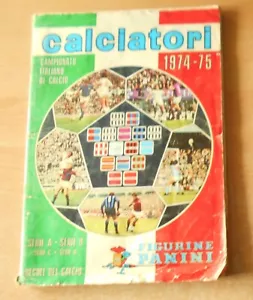 calciatori
CAMPIONATO
ITALIANO
DI CALCIO
1974-75
SERIE A - SERIE B
FIGURINE
PANINI